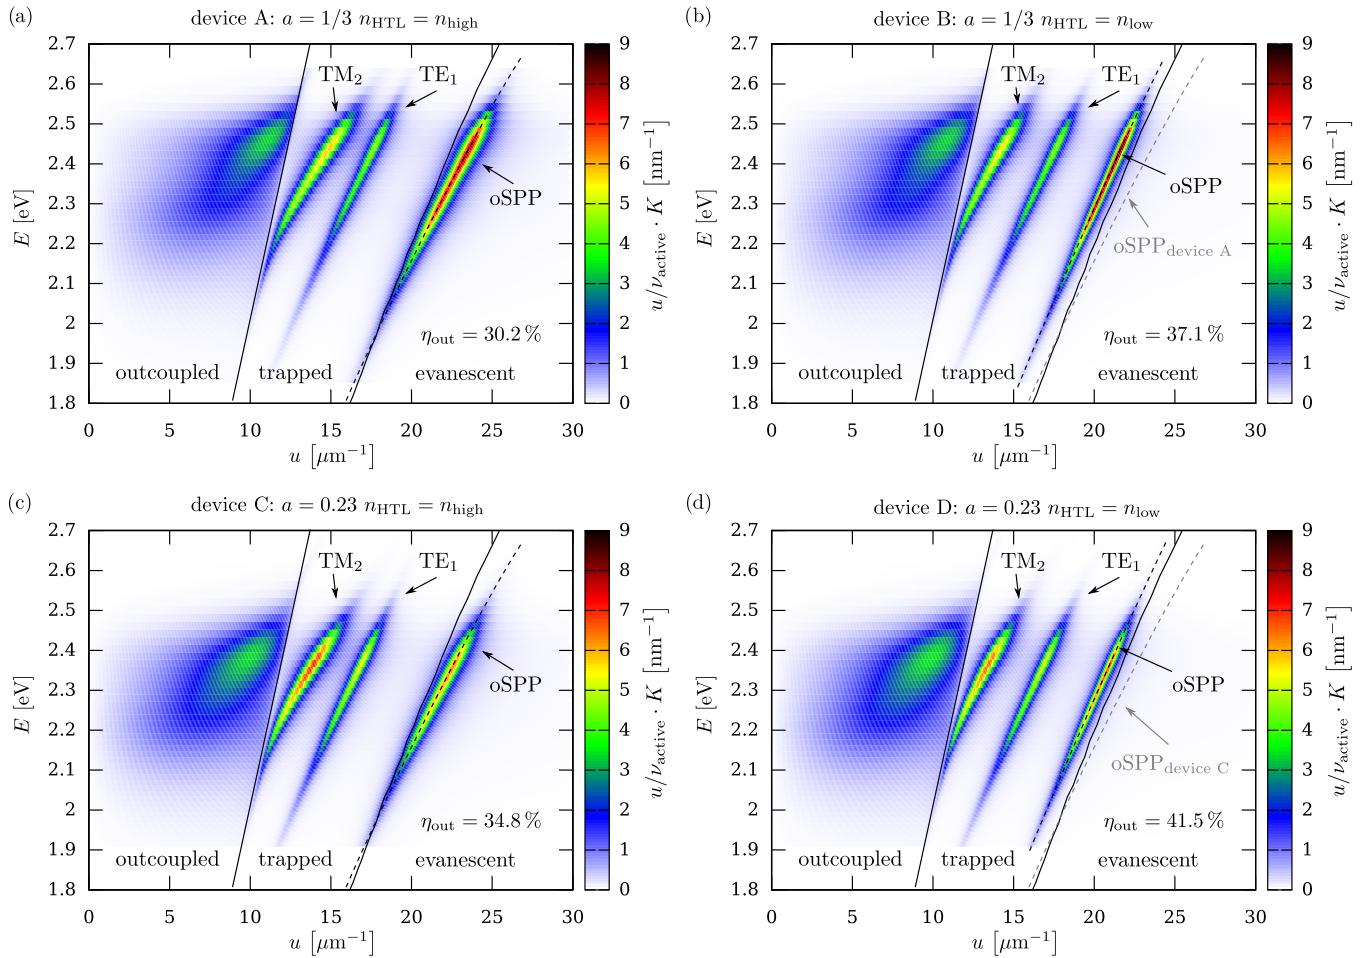 (a)
device A: a = 1/3 n_HTL = n_high
2.7
2.6
2.5
2.4
2.3
2.2
2.1
2
1.9
1.8
E [eV]
TM₂
TE₁
oSPP
η_out = 30.2 %
outcoupled
trapped
evanescent
0
5
10
15
20
25
30
u [μm⁻¹]
9
8
7
6
5
4
3
2
1
0
u/ν_active · K [nm⁻¹]
(b)
device B: a = 1/3 n_HTL = n_low
2.7
2.6
2.5
2.4
2.3
2.2
2.1
2
1.9
1.8
E [eV]
TM₂
TE₁
oSPP
oSPP_device A
η_out = 37.1 %
outcoupled
trapped
evanescent
0
5
10
15
20
25
30
u [μm⁻¹]
9
8
7
6
5
4
3
2
1
0
u/ν_active · K [nm⁻¹]
(c)
device C: a = 0.23 n_HTL = n_high
2.7
2.6
2.5
2.4
2.3
2.2
2.1
2
1.9
1.8
E [eV]
TM₂
TE₁
oSPP
η_out = 34.8 %
outcoupled
trapped
evanescent
0
5
10
15
20
25
30
u [μm⁻¹]
9
8
7
6
5
4
3
2
1
0
u/ν_active · K [nm⁻¹]
(d)
device D: a = 0.23 n_HTL = n_low
2.7
2.6
2.5
2.4
2.3
2.2
2.1
2
1.9
1.8
E [eV]
TM₂
TE₁
oSPP
oSPP_device C
η_out = 41.5 %
outcoupled
trapped
evanescent
0
5
10
15
20
25
30
u [μm⁻¹]
9
8
7
6
5
4
3
2
1
0
u/ν_active · K [nm⁻¹]